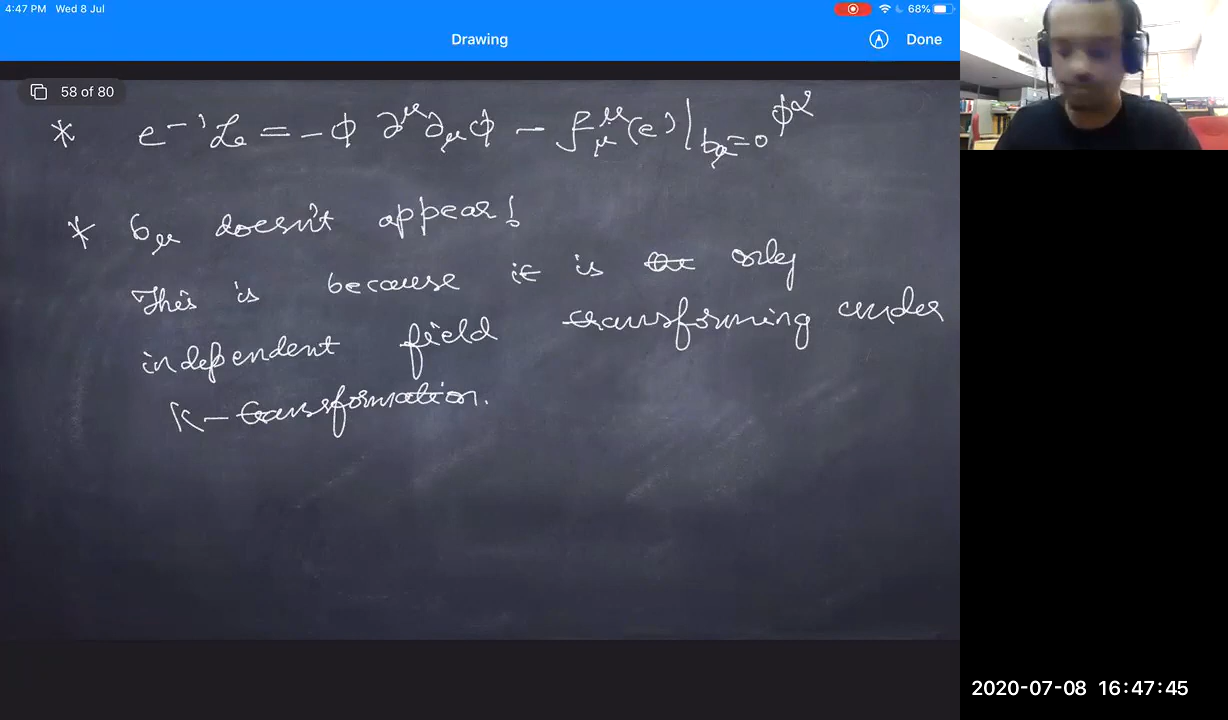 4:47 PM Wed 8 Jul
68%
Drawing
Done
58 of 80
* e⁻¹ℒ₀ = −ϕ ∂^μ∂_μ ϕ − f_μ^μ(e)|_{b_μ=0} ϕ²
* b_μ doesn't appear!
This is because it is only
independent field transforming under
K-transformation.
2020-07-08 16:47:45